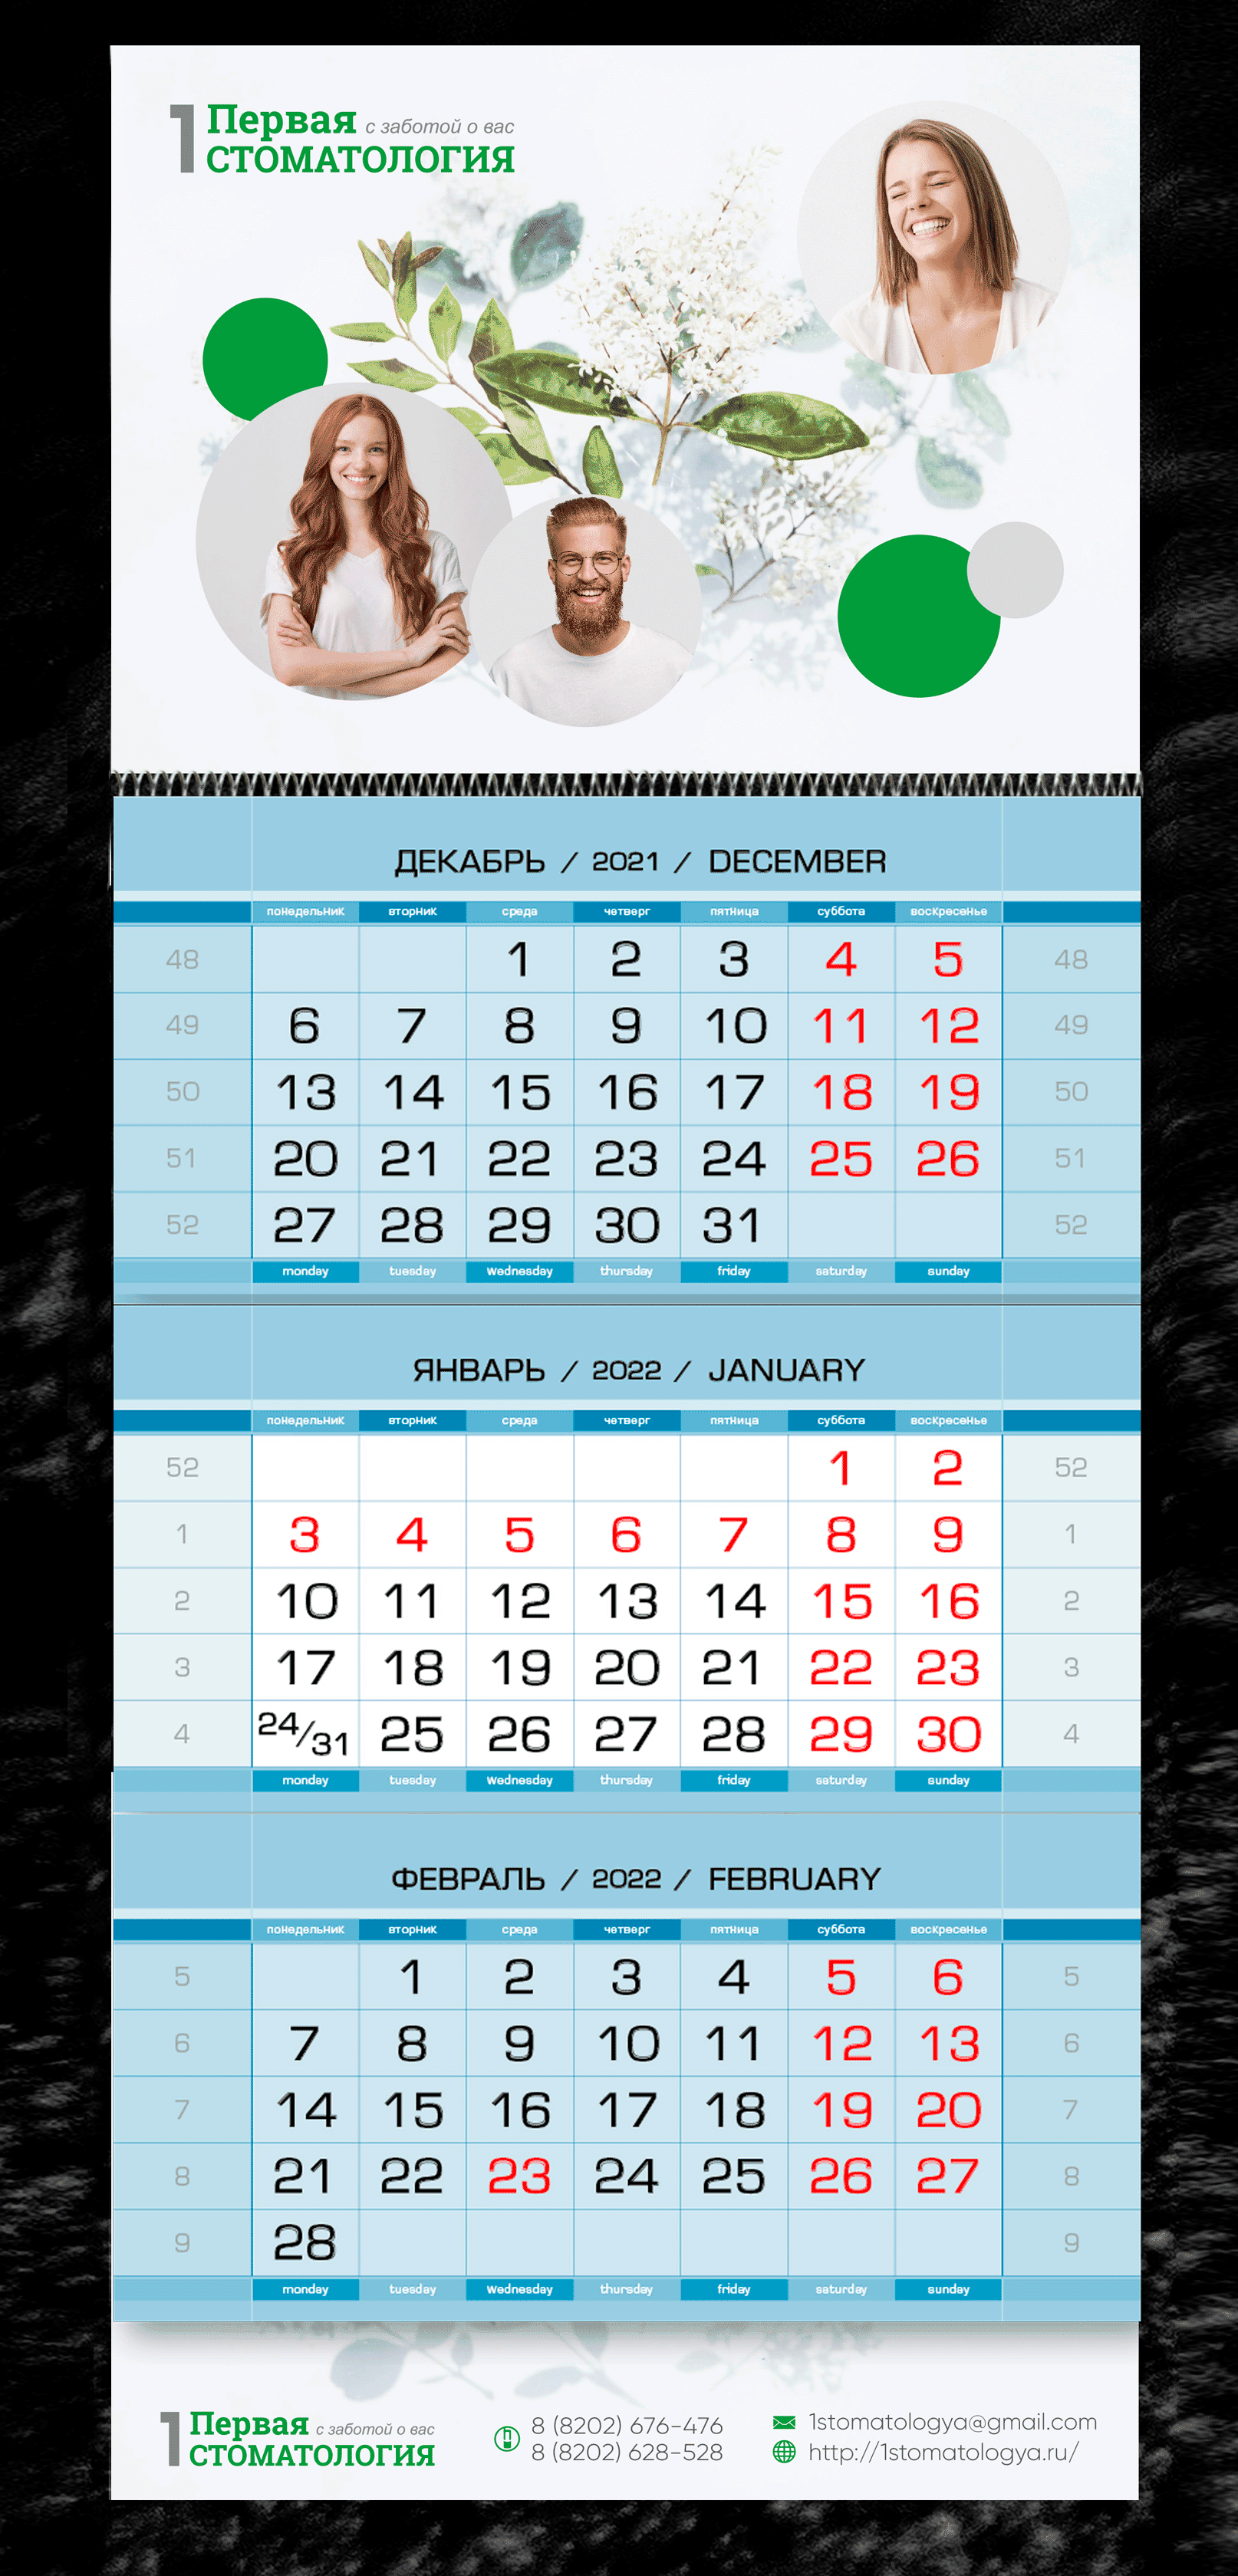 1 Первая с заботой о вас
СТОМАТОЛОГИЯ
ДЕКАБРЬ / 2021 / DECEMBER
понедельник вторник среда четверг пятница суббота воскресенье
48 1 2 3 4 5 48
49 6 7 8 9 10 11 12 49
50 13 14 15 16 17 18 19 50
51 20 21 22 23 24 25 26 51
52 27 28 29 30 31 52
monday tuesday wednesday thursday friday saturday sunday
ЯНВАРЬ / 2022 / JANUARY
понедельник вторник среда четверг пятница суббота воскресенье
52 1 2 52
1 3 4 5 6 7 8 9 1
2 10 11 12 13 14 15 16 2
3 17 18 19 20 21 22 23 3
4 24/31 25 26 27 28 29 30 4
monday tuesday wednesday thursday friday saturday sunday
ФЕВРАЛЬ / 2022 / FEBRUARY
понедельник вторник среда четверг пятница суббота воскресенье
5 1 2 3 4 5 6 5
6 7 8 9 10 11 12 13 6
7 14 15 16 17 18 19 20 7
8 21 22 23 24 25 26 27 8
9 28 9
monday tuesday wednesday thursday friday saturday sunday
1 Первая с заботой о вас
СТОМАТОЛОГИЯ
8 (8202) 676-476
8 (8202) 628-528
1stomatologya@gmail.com
http://1stomatologya.ru/